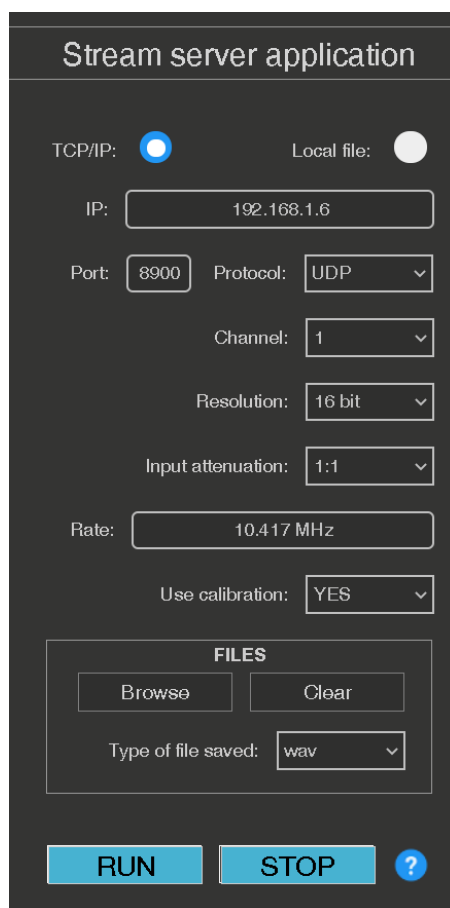 Stream server application
TCP/IP: Local file:
IP: 192.168.1.6
Port: 8900 Protocol: UDP
Channel: 1
Resolution: 16 bit
Input attenuation: 1:1
Rate: 10.417 MHz
Use calibration: YES
FILES
Browse Clear
Type of file saved: wav
RUN STOP ?